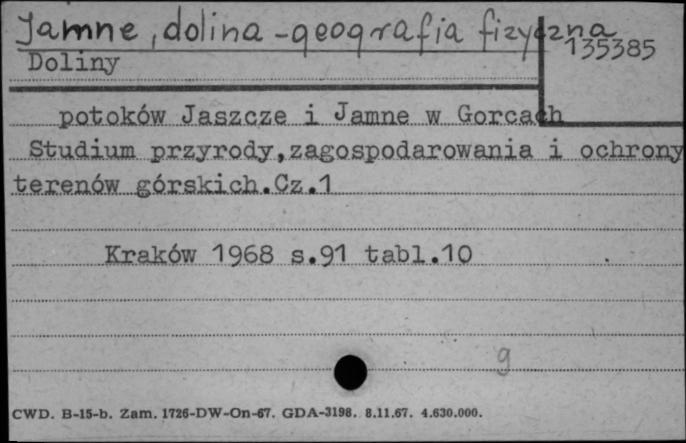 Jamne, dolina - geografia fizyczna
135385
Doliny
potoków Jaszcze i Jamne w Gorcach
Studium przyrody,zagospodarowania i ochrony
terenów górskich.Cz.1
Kraków 1968 s.91 tabl.10
g
CWD. B-15-b. Zam. 1726-DW-On-67. GDA-3198. 8.11.67. 4.630.000.